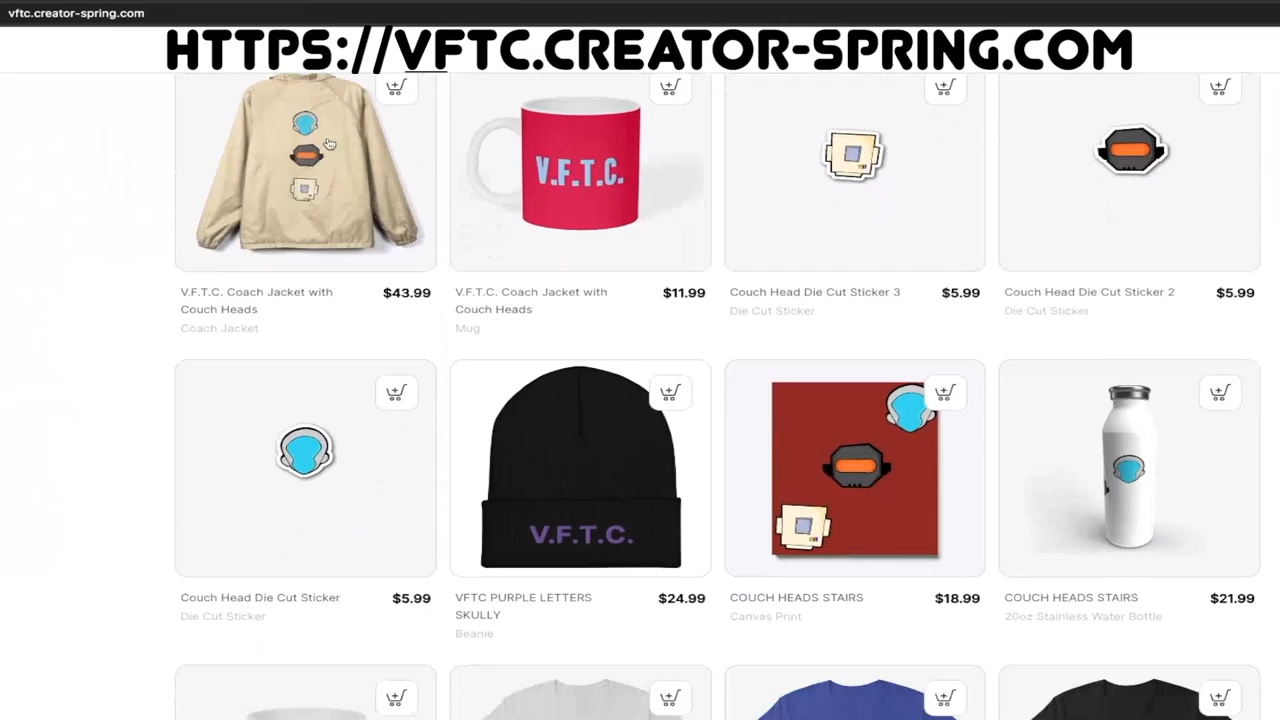 vftc.creator-spring.com
HTTPS://VFTC.CREATOR-SPRING.COM
V.F.T.C.
V.F.T.C. Coach Jacket with
Couch Heads
$43.99
Coach Jacket
V.F.T.C. Coach Jacket with
Couch Heads
$11.99
Mug
Couch Head Die Cut Sticker 3
$5.99
Die Cut Sticker
Couch Head Die Cut Sticker 2
$5.99
Die Cut Sticker
V.F.T.C.
Couch Head Die Cut Sticker
$5.99
Die Cut Sticker
VFTC PURPLE LETTERS
SKULLY
$24.99
Beanie
COUCH HEADS STAIRS
$18.99
Canvas Print
COUCH HEADS STAIRS
$21.99
20oz Stainless Water Bottle